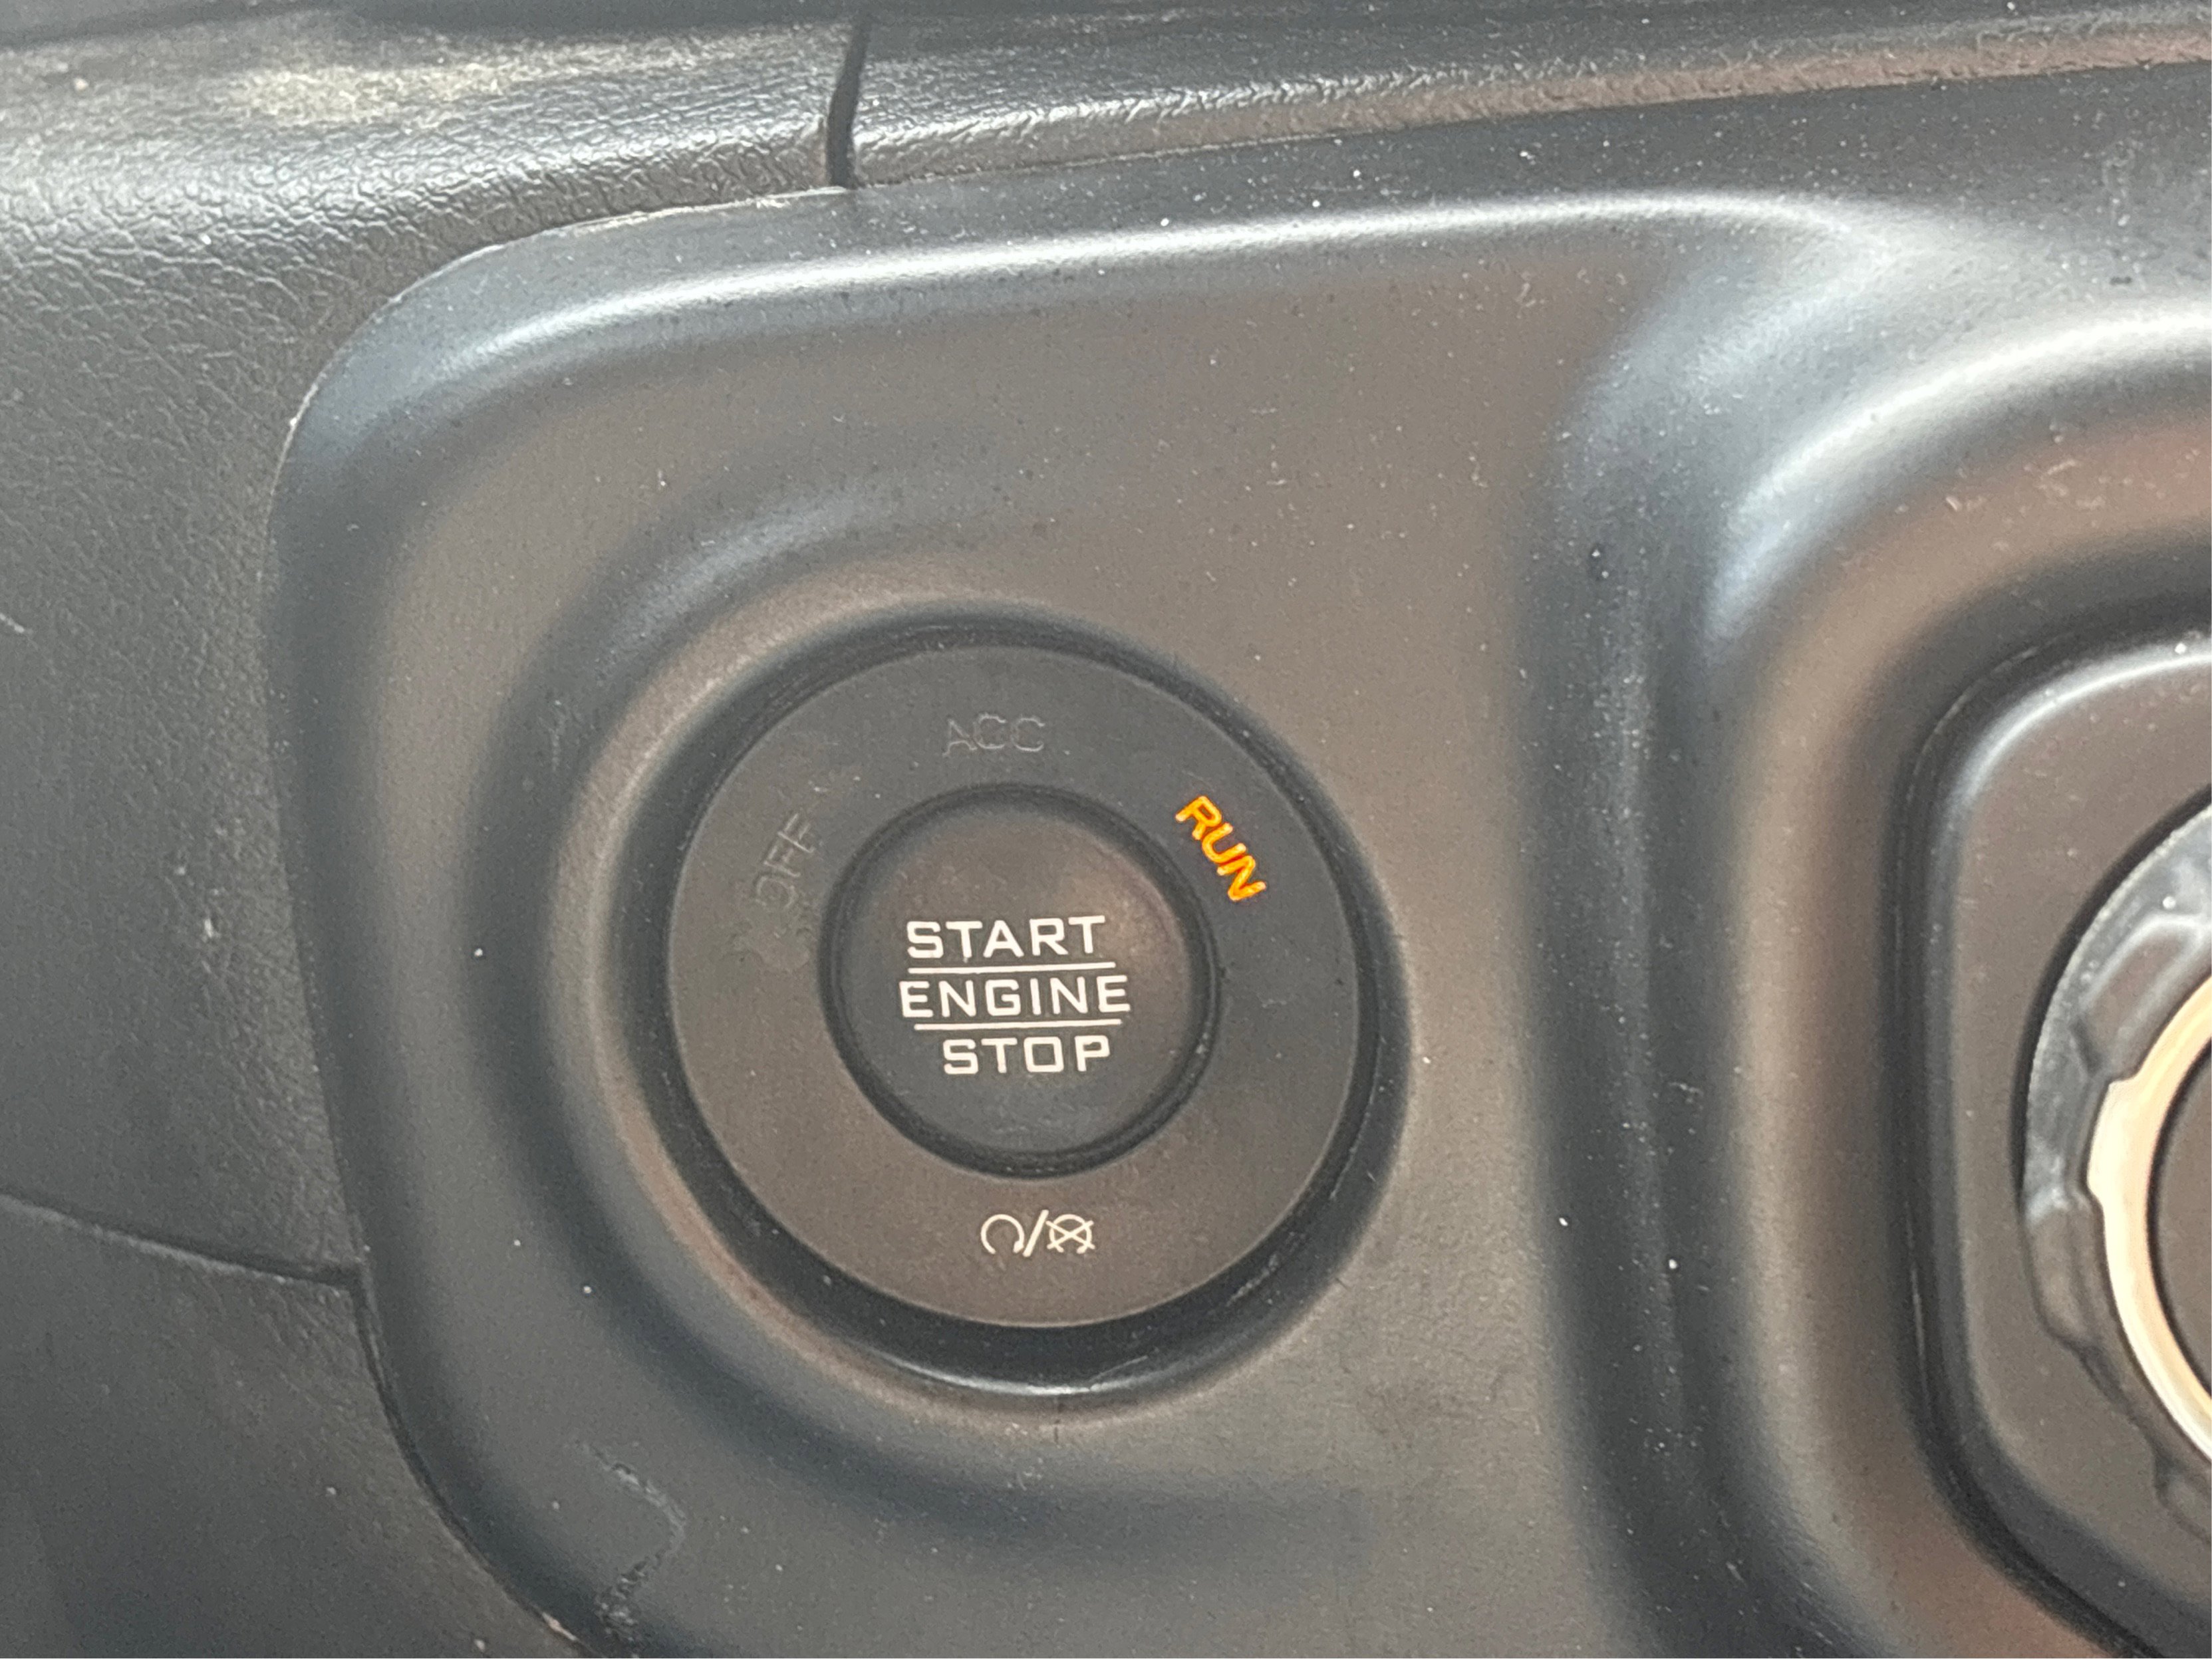 ACC
OFF
RUN
START
ENGINE
STOP